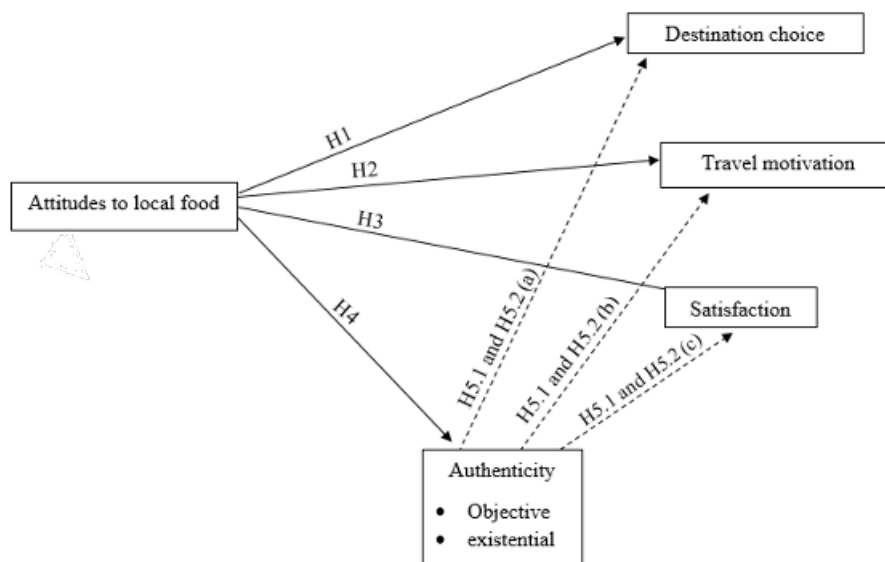 Destination choice
H1
Travel motivation
H2
Attitudes to local food
H3
H4
Satisfaction
H5.1 and H5.2 (a)
H5.1 and H5.2 (b)
H5.1 and H5.2 (c)
Authenticity
• Objective
• existential